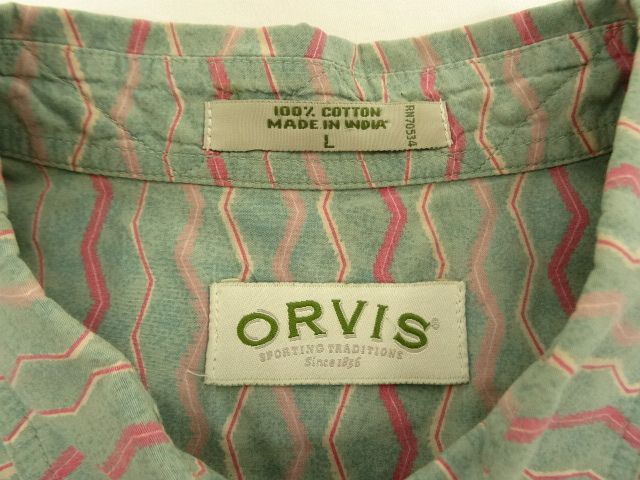 100% COTTON
MADE IN INDIA
L
RN70534
ORVIS®
SPORTING TRADITIONS
Since 1856